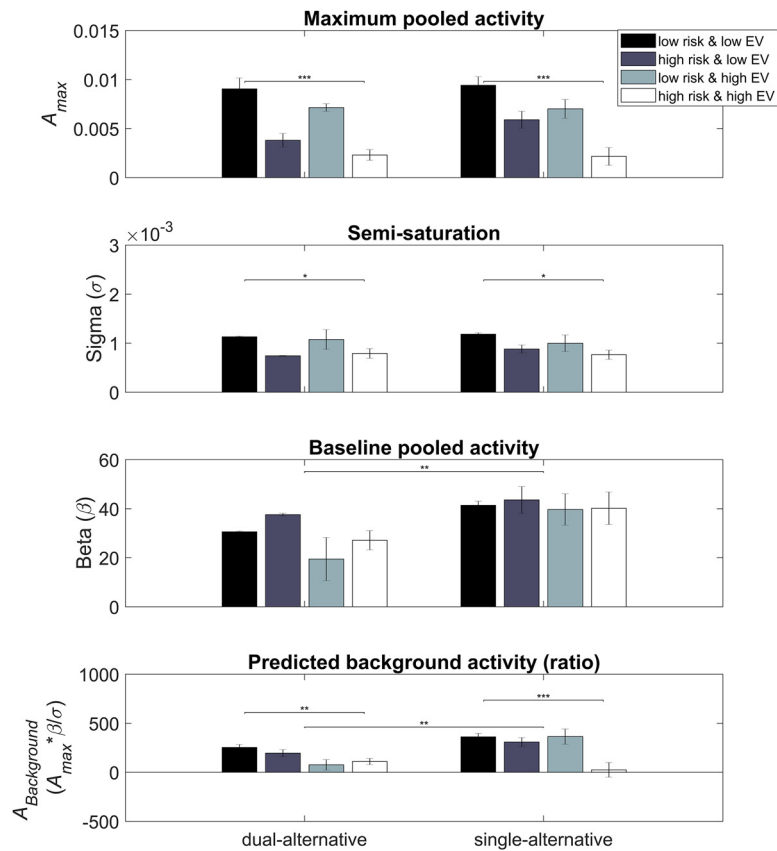 Maximum pooled activity
0.015
0.01
0.005
0
A_max
***
***
low risk & low EV
high risk & low EV
low risk & high EV
high risk & high EV
×10^-3
Semi-saturation
3
2
1
0
Sigma (σ)
*
*
Baseline pooled activity
60
40
20
0
Beta (β)
**
Predicted background activity (ratio)
1000
500
0
-500
A_Background
(A_max*β/σ)
**
**
***
dual-alternative
single-alternative